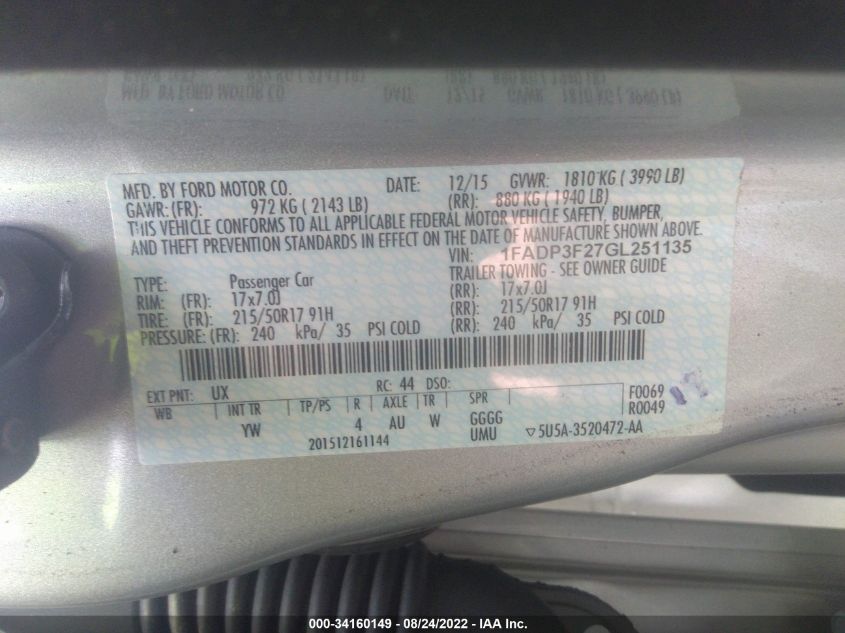 MFD. BY FORD MOTOR CO. DATE: 12/15 GVWR: 1810 KG ( 3990 LB)
GAWR: (FR): 972 KG ( 2143 LB) (RR): 880 KG ( 1940 LB)
THIS VEHICLE CONFORMS TO ALL APPLICABLE FEDERAL MOTOR VEHICLE SAFETY, BUMPER,
AND THEFT PREVENTION STANDARDS IN EFFECT ON THE DATE OF MANUFACTURE SHOWN ABOVE.
VIN: 1FADP3F27GL251135
TYPE: Passenger Car TRAILER TOWING - SEE OWNER GUIDE
RIM: (FR): 17x7.0J (RR): 17x7.0J
TIRE: (FR): 215/50R17 91H (RR): 215/50R17 91H
PRESSURE: (FR): 240 kPa/ 35 PSI COLD (RR): 240 kPa/ 35 PSI COLD
EXT PNT: UX RC: 44 DSO: F0069
WB INT TR TP/PS R AXLE TR SPR R0049
YW 4 AU W GGGG
201512161144 UMU ▽5U5A-3520472-AA
000-34160149 - 08/24/2022 - IAA Inc.